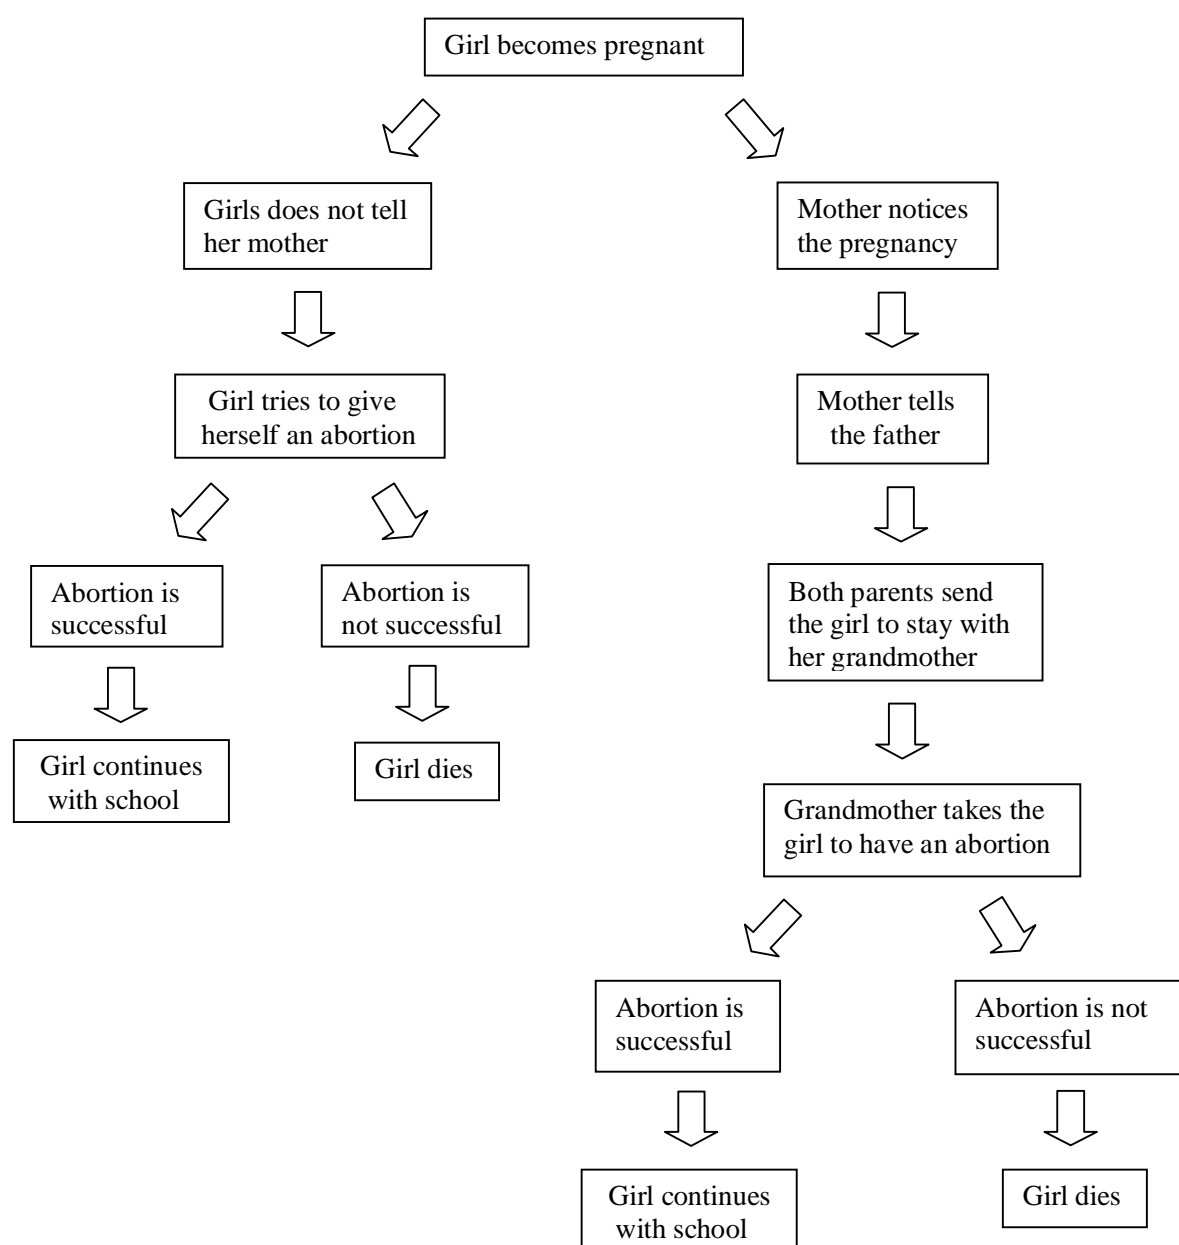 Girl becomes pregnant
Girls does not tell
her mother
Mother notices
the pregnancy
Girl tries to give
herself an abortion
Mother tells
the father
Abortion is
successful
Abortion is
not successful
Both parents send
the girl to stay with
her grandmother
Girl continues
with school
Girl dies
Grandmother takes the
girl to have an abortion
Abortion is
successful
Abortion is not
successful
Girl continues
with school
Girl dies